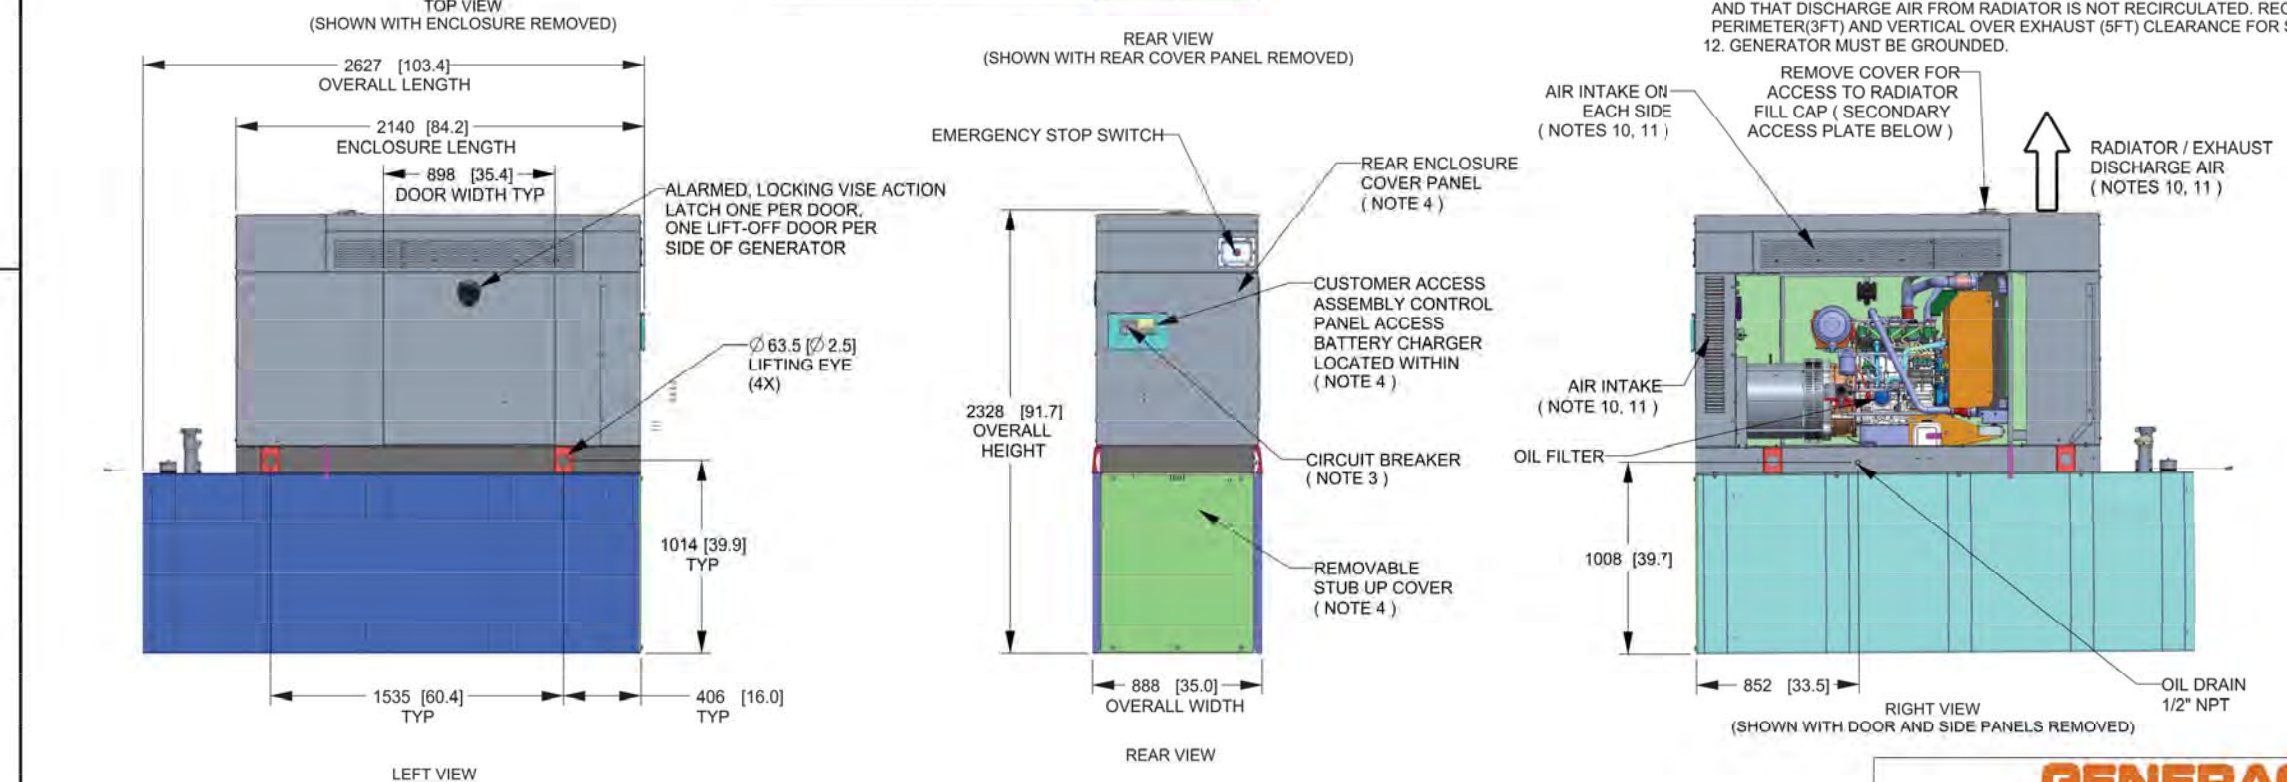 TOP VIEW
(SHOWN WITH ENCLOSURE REMOVED)
2627 [103.4]
OVERALL LENGTH
2140 [84.2]
ENCLOSURE LENGTH
898 [35.4]
DOOR WIDTH TYP
ALARMED, LOCKING VISE ACTION
LATCH ONE PER DOOR,
ONE LIFT-OFF DOOR PER
SIDE OF GENERATOR
Ø 63.5 [Ø 2.5]
LIFTING EYE
(4X)
1014 [39.9]
TYP
1535 [60.4]
TYP
406 [16.0]
TYP
LEFT VIEW
REAR VIEW
(SHOWN WITH REAR COVER PANEL REMOVED)
EMERGENCY STOP SWITCH
REAR ENCLOSURE
COVER PANEL
( NOTE 4 )
CUSTOMER ACCESS
ASSEMBLY CONTROL
PANEL ACCESS
BATTERY CHARGER
LOCATED WITHIN
( NOTE 4 )
2328 [91.7]
OVERALL
HEIGHT
CIRCUIT BREAKER
( NOTE 3 )
REMOVABLE
STUB UP COVER
( NOTE 4 )
888 [35.0]
OVERALL WIDTH
REAR VIEW
AND THAT DISCHARGE AIR FROM RADIATOR IS NOT RECIRCULATED.
PERIMETER(3FT) AND VERTICAL OVER EXHAUST (5FT) CLEARANCE FOR
12. GENERATOR MUST BE GROUNDED.
REMOVE COVER FOR
ACCESS TO RADIATOR
FILL CAP ( SECONDARY
ACCESS PLATE BELOW )
AIR INTAKE ON
EACH SIDE
( NOTES 10, 11 )
RADIATOR / EXHAUST
DISCHARGE AIR
( NOTES 10, 11 )
AIR INTAKE
( NOTE 10, 11 )
OIL FILTER
1008 [39.7]
852 [33.5]
OIL DRAIN
1/2" NPT
RIGHT VIEW
(SHOWN WITH DOOR AND SIDE PANELS REMOVED)
GENERAC